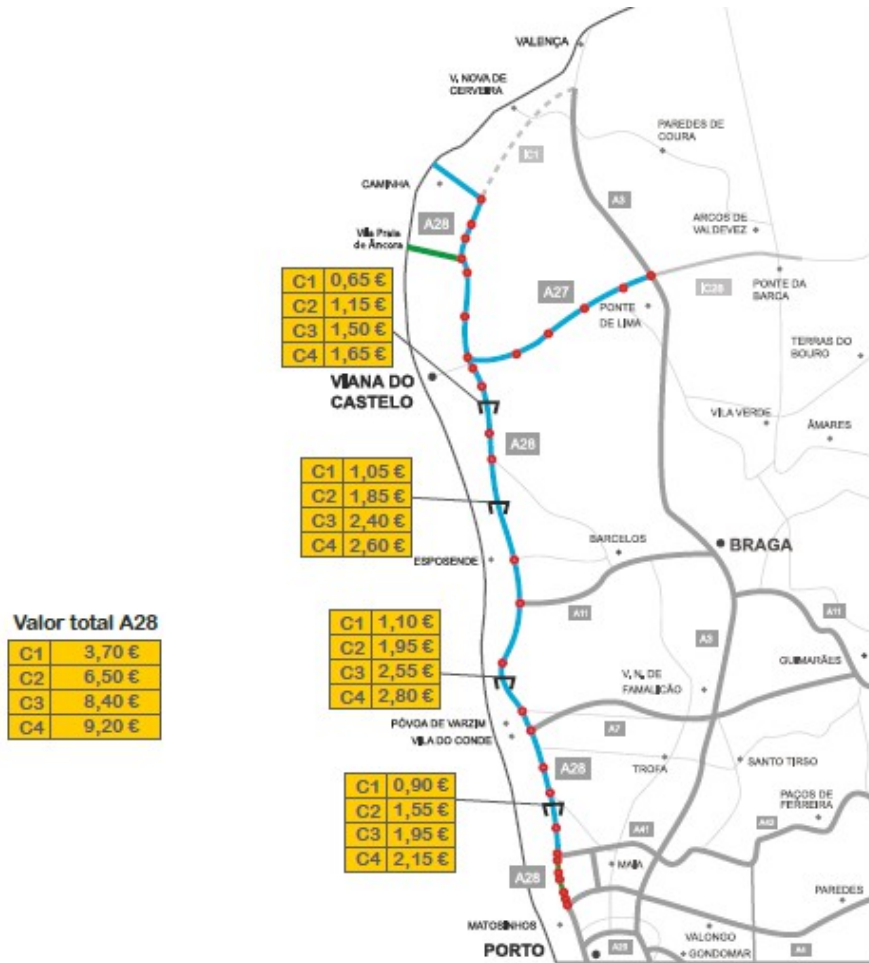 VALENÇA
V. NOVA DE
CERVEIRA
PAREDES DE
COURA
IC1
CAMINHA
A3
A28
ARCOS DE
VALDEVEZ
Vila Praia
de Âncora
C1 0,65 €
C2 1,15 €
C3 1,50 €
C4 1,65 €
A27
IC28
PONTE DA
BARCA
PONTE
DE LIMA
TERRAS DO
BOURO
VIANA DO
CASTELO
VILA VERDE
ÂMARES
A28
C1 1,05 €
C2 1,85 €
C3 2,40 €
C4 2,60 €
BARCELOS
BRAGA
ESPOSENDE
A11
A11
Valor total A28
C1 3,70 €
C2 6,50 €
C3 8,40 €
C4 9,20 €
C1 1,10 €
C2 1,95 €
C3 2,55 €
C4 2,80 €
A3
GUIMARÃES
V. N. DE
FAMALICÃO
PÓVOA DE VARZIM
VILA DO CONDE
A7
A28
TROFA
SANTO TIRSO
C1 0,90 €
C2 1,55 €
C3 1,95 €
C4 2,15 €
PAÇOS DE
FERREIRA
A41
A42
MAIA
A28
PAREDES
MATOSINHOS
VALONGO
PORTO
GONDOMAR
A4